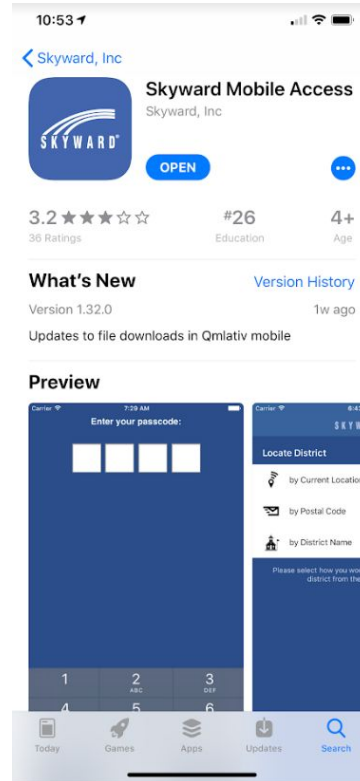 10:53
Skyward, Inc
SKYWARD
Skyward Mobile Access
Skyward, Inc
OPEN
3.2 #26 4+
36 Ratings Education Age
What's New Version History
Version 1.32.0 1w ago
Updates to file downloads in Qmlativ mobile
Preview
Carrier 7:29 AM
Enter your passcode:
1 2 3
ABC DEF
4 5 6
Carrier 6:4
SKYW
Locate District
by Current Locatio
by Postal Code
by District Name
Please select how you wo
district from the
Today Games Apps Updates Search